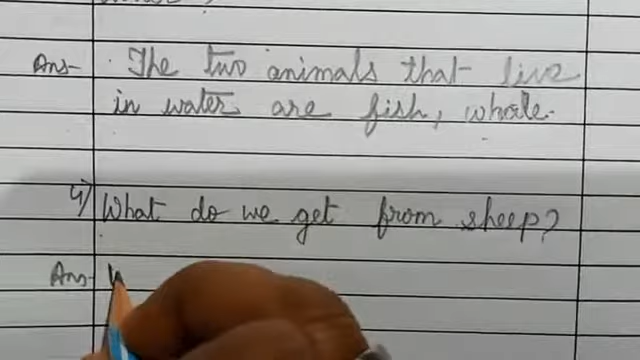 Ans- The two animals that live
in water are fish, whale.
4) What do we get from sheep?
Ans-